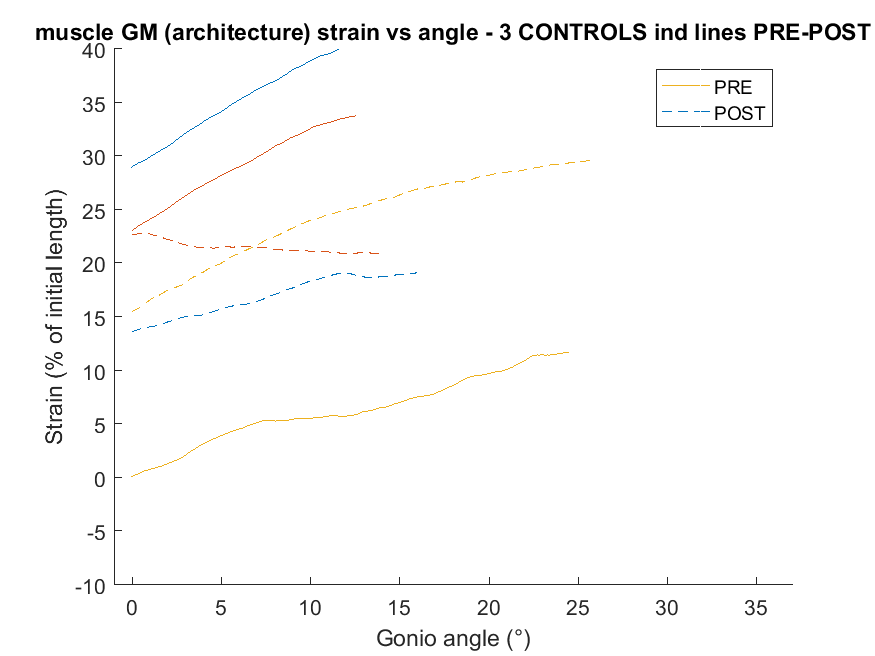 muscle GM (architecture) strain vs angle - 3 CONTROLS ind lines PRE-POST
40
35
30
25
20
15
10
5
0
-5
-10
Strain (% of initial length)
PRE
POST
0 5 10 15 20 25 30 35
Gonio angle (°)